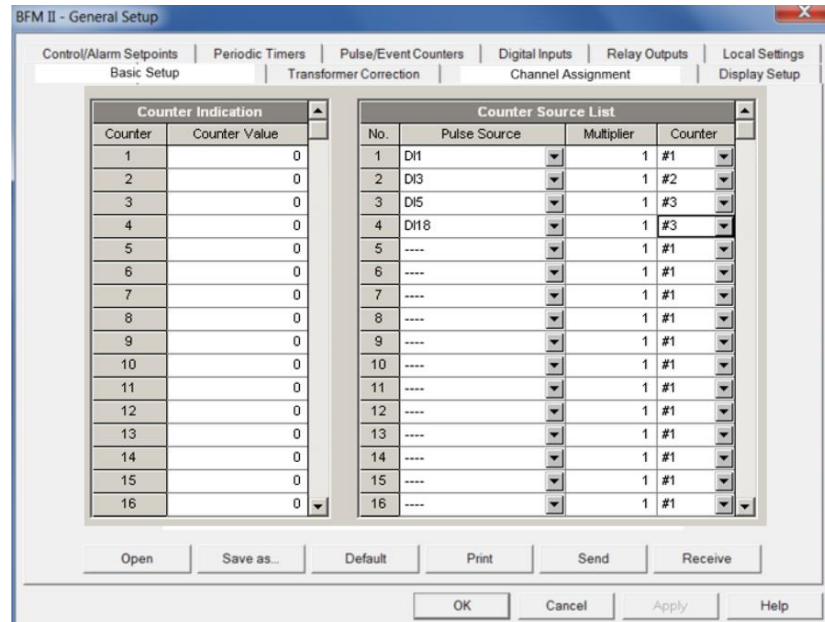 BFM II - General Setup
Control/Alarm Setpoints Periodic Timers Pulse/Event Counters Digital Inputs Relay Outputs Local Settings
Basic Setup Transformer Correction Channel Assignment Display Setup
Counter Indication Counter Source List
Counter Counter Value No. Pulse Source Multiplier Counter
1 0 1 DI1 1 #1
2 0 2 DI3 1 #2
3 0 3 DI5 1 #3
4 0 4 DI18 1 #3
5 0 5 ---- 1 #1
6 0 6 ---- 1 #1
7 0 7 ---- 1 #1
8 0 8 ---- 1 #1
9 0 9 ---- 1 #1
10 0 10 ---- 1 #1
11 0 11 ---- 1 #1
12 0 12 ---- 1 #1
13 0 13 ---- 1 #1
14 0 14 ---- 1 #1
15 0 15 ---- 1 #1
16 0 16 ---- 1 #1
Open Save as... Default Print Send Receive
OK Cancel Apply Help